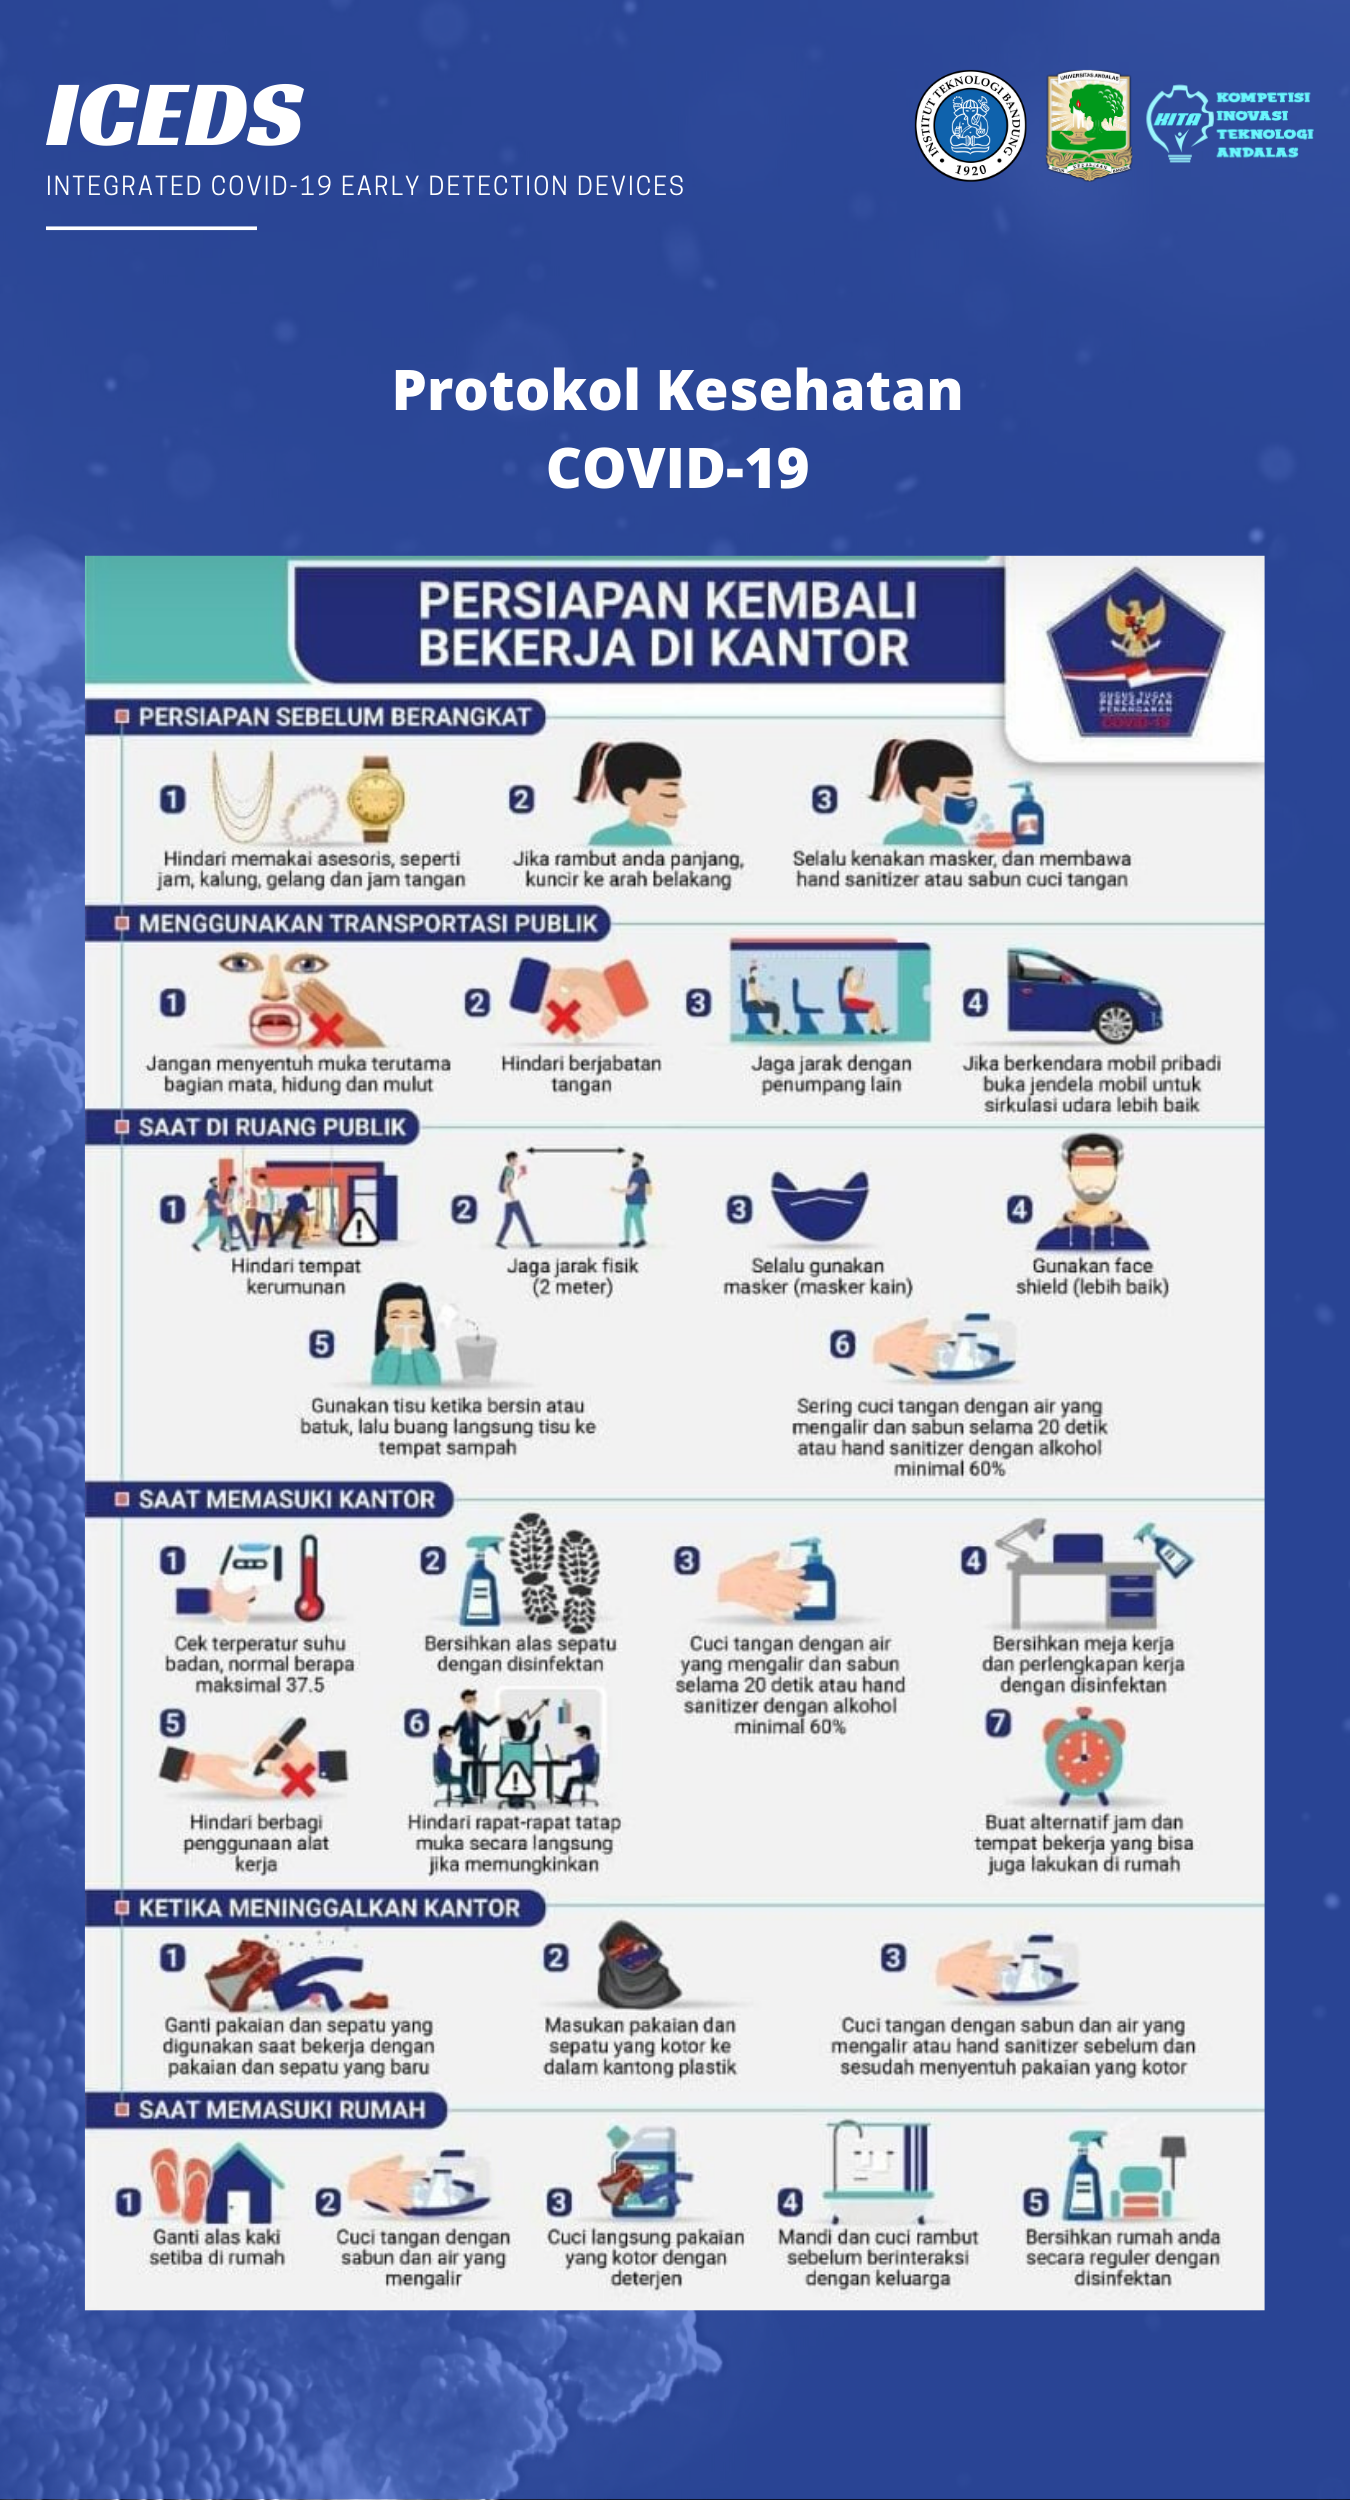 ICEDS
INTEGRATED COVID-19 EARLY DETECTION DEVICES
INSTITUT TEKNOLOGI BANDUNG
1920
UNIVERSITAS ANDALAS
HITA
KOMPETISI
INOVASI
TEKNOLOGI
ANDALAS
Protokol Kesehatan
COVID-19
PERSIAPAN KEMBALI
BEKERJA DI KANTOR
GUGUS TUGAS
PERCEPATAN
PENANGANAN
COVID-19
PERSIAPAN SEBELUM BERANGKAT
1
Hindari memakai asesoris, seperti
jam, kalung, gelang dan jam tangan
2
Jika rambut anda panjang,
kuncir ke arah belakang
3
Selalu kenakan masker, dan membawa
hand sanitizer atau sabun cuci tangan
MENGGUNAKAN TRANSPORTASI PUBLIK
1
Jangan menyentuh muka terutama
bagian mata, hidung dan mulut
2
Hindari berjabatan
tangan
3
Jaga jarak dengan
penumpang lain
4
Jika berkendara mobil pribadi
buka jendela mobil untuk
sirkulasi udara lebih baik
SAAT DI RUANG PUBLIK
1
Hindari tempat
kerumunan
2
Jaga jarak fisik
(2 meter)
3
Selalu gunakan
masker (masker kain)
4
Gunakan face
shield (lebih baik)
5
Gunakan tisu ketika bersin atau
batuk, lalu buang langsung tisu ke
tempat sampah
6
Sering cuci tangan dengan air yang
mengalir dan sabun selama 20 detik
atau hand sanitizer dengan alkohol
minimal 60%
SAAT MEMASUKI KANTOR
1
Cek terperatur suhu
badan, normal berapa
maksimal 37.5
2
Bersihkan alas sepatu
dengan disinfektan
3
Cuci tangan dengan air
yang mengalir dan sabun
selama 20 detik atau hand
sanitizer dengan alkohol
minimal 60%
4
Bersihkan meja kerja
dan perlengkapan kerja
dengan disinfektan
5
Hindari berbagi
penggunaan alat
kerja
6
Hindari rapat-rapat tatap
muka secara langsung
jika memungkinkan
7
Buat alternatif jam dan
tempat bekerja yang bisa
juga lakukan di rumah
KETIKA MENINGGALKAN KANTOR
1
Ganti pakaian dan sepatu yang
digunakan saat bekerja dengan
pakaian dan sepatu yang baru
2
Masukan pakaian dan
sepatu yang kotor ke
dalam kantong plastik
3
Cuci tangan dengan sabun dan air yang
mengalir atau hand sanitizer sebelum dan
sesudah menyentuh pakaian yang kotor
SAAT MEMASUKI RUMAH
1
Ganti alas kaki
setiba di rumah
2
Cuci tangan dengan
sabun dan air yang
mengalir
3
Cuci langsung pakaian
yang kotor dengan
deterjen
4
Mandi dan cuci rambut
sebelum berinteraksi
dengan keluarga
5
Bersihkan rumah anda
secara reguler dengan
disinfektan